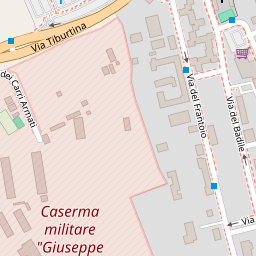 Via Tiburtina
dei Carri Armati
Via del Frantoio
Via del Badile
Via
Caserma
militare
"Giuseppe